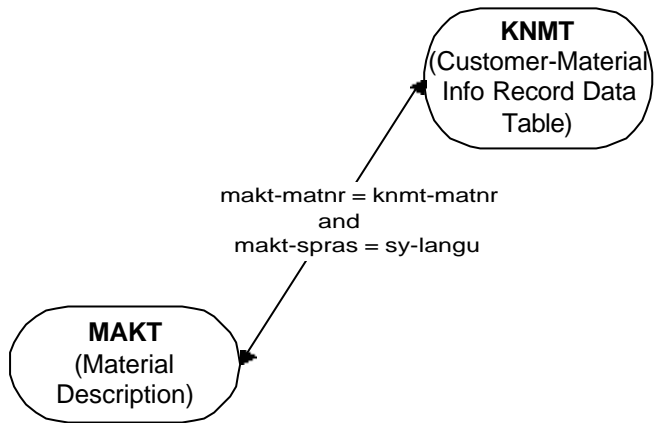 KNMT
(Customer-Material
Info Record Data
Table)
makt-matnr = knmt-matnr
and
makt-spras = sy-langu
MAKT
(Material
Description)